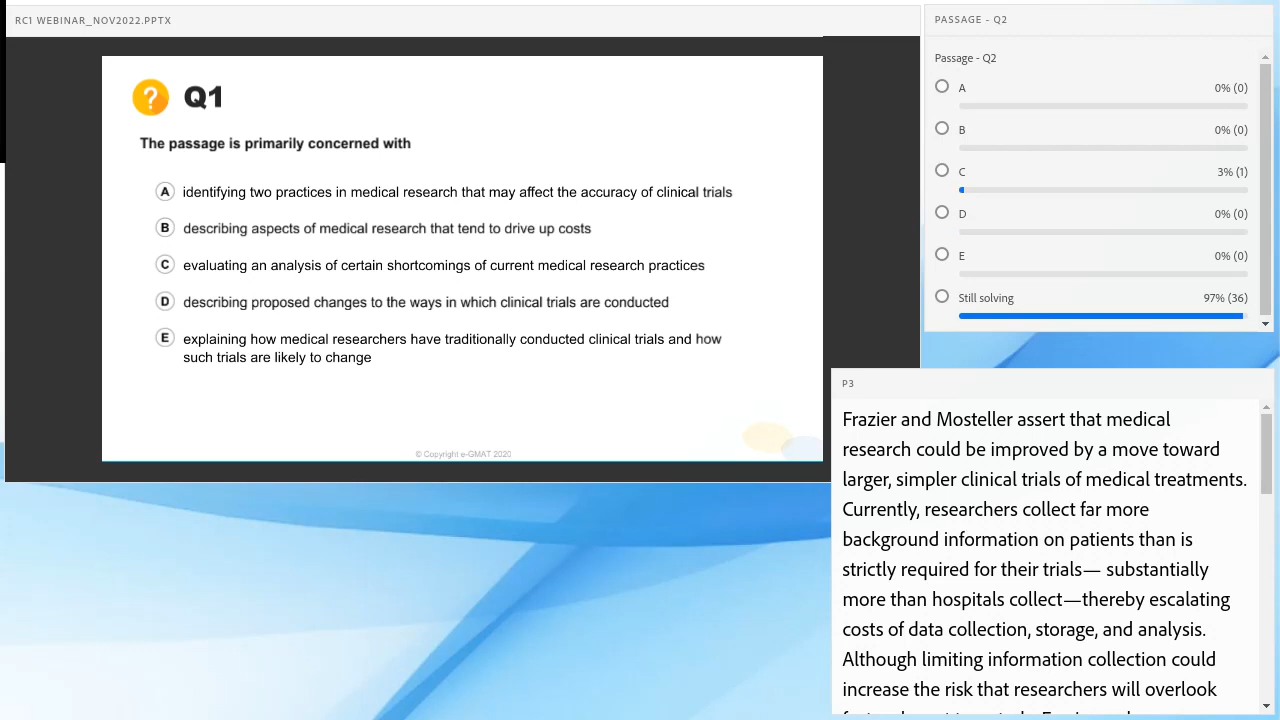 RC1 WEBINAR_NOV2022.PPTX
Q1
The passage is primarily concerned with
A identifying two practices in medical research that may affect the accuracy of clinical trials
B describing aspects of medical research that tend to drive up costs
C evaluating an analysis of certain shortcomings of current medical research practices
D describing proposed changes to the ways in which clinical trials are conducted
E explaining how medical researchers have traditionally conducted clinical trials and how
such trials are likely to change
© Copyright e-GMAT 2020
PASSAGE - Q2
Passage - Q2
A 0% (0)
B 0% (0)
C 3% (1)
D 0% (0)
E 0% (0)
Still solving 97% (36)
P3
Frazier and Mosteller assert that medical
research could be improved by a move toward
larger, simpler clinical trials of medical treatments.
Currently, researchers collect far more
background information on patients than is
strictly required for their trials— substantially
more than hospitals collect—thereby escalating
costs of data collection, storage, and analysis.
Although limiting information collection could
increase the risk that researchers will overlook